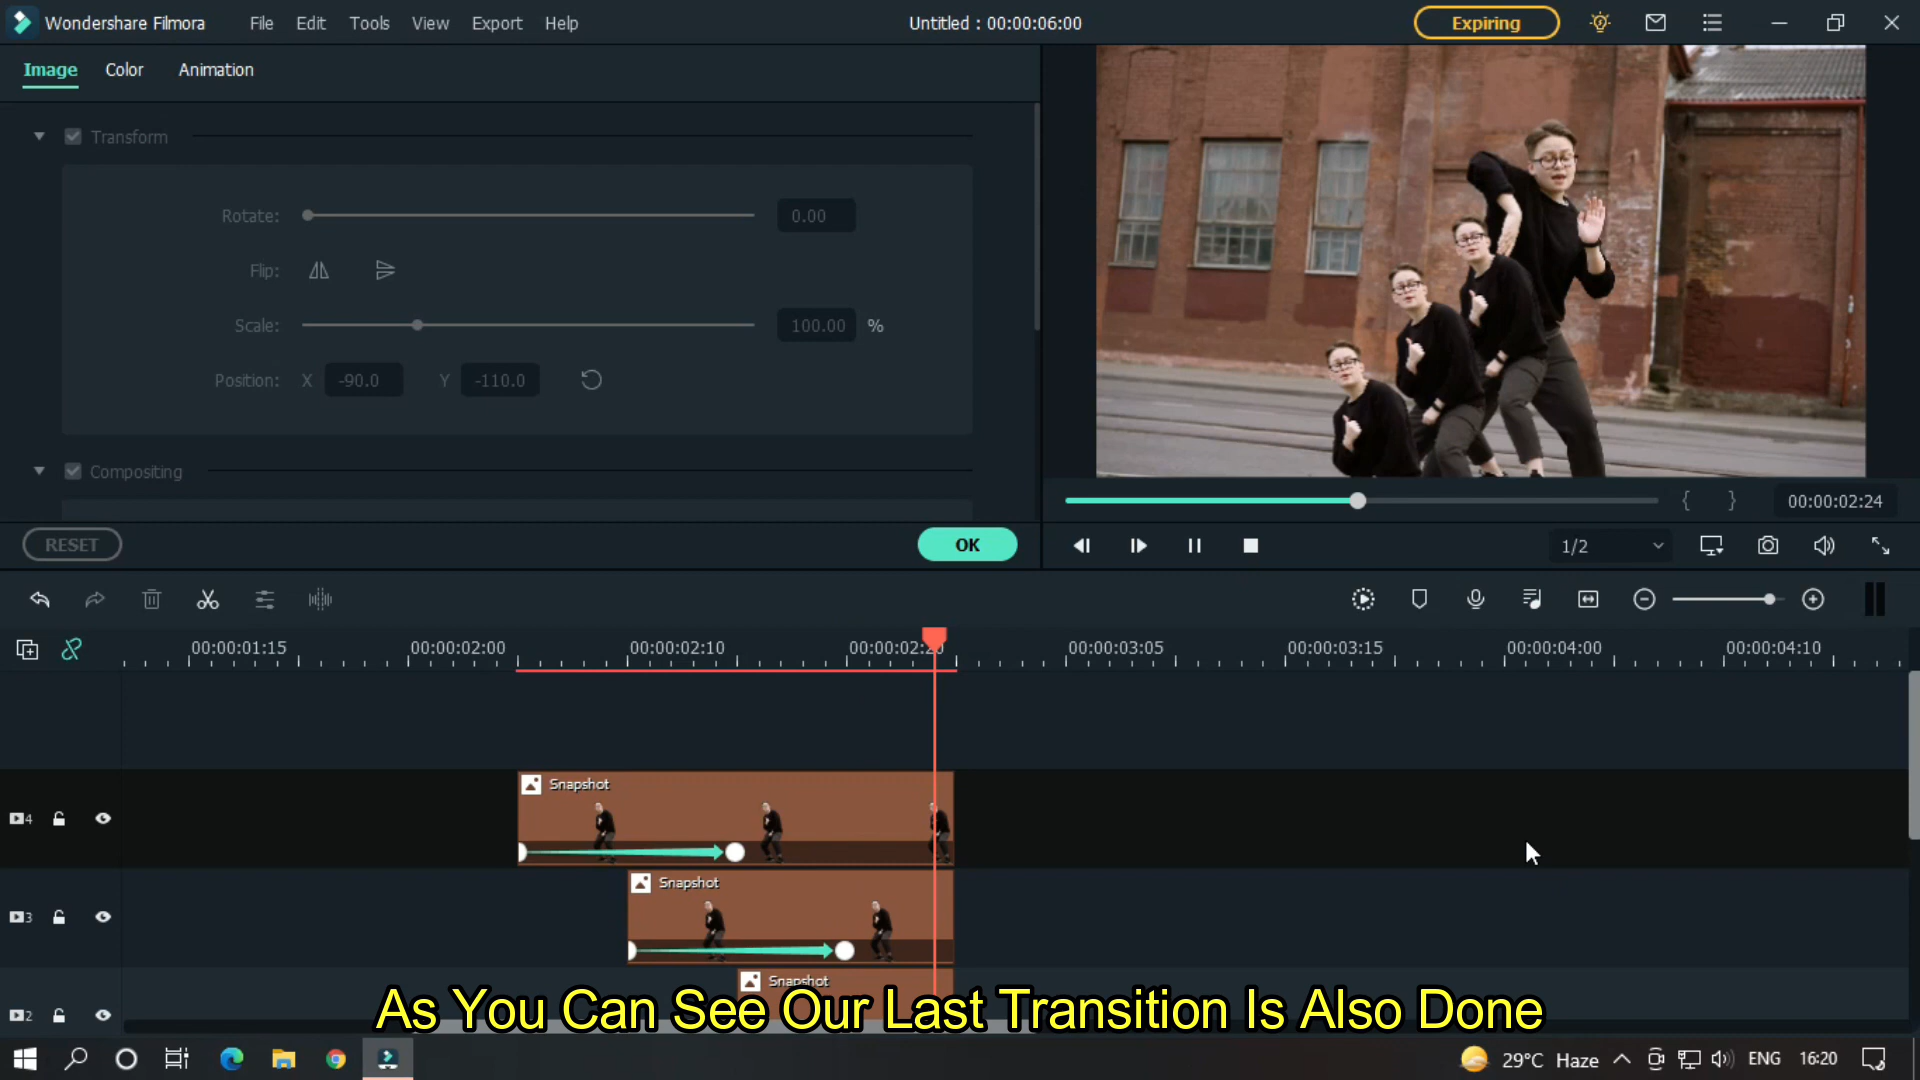 Wondershare Filmora File Edit Tools View Export Help Untitled : 00:00:06:00 Expiring
Image Color Animation
Transform
Rotate: 0.00
Flip:
Scale: 100.00 %
Position: X -90.0 Y -110.0
Compositing
RESET OK
{ } 00:00:02:24
1/2
00:00:01:15 00:00:02:00 00:00:02:10 00:00:02:20 00:00:03:05 00:00:03:15 00:00:04:00 00:00:04:10
Snapshot
4
Snapshot
3
Snapshot
2
As You Can See Our Last Transition Is Also Done
29°C Haze ENG 16:20